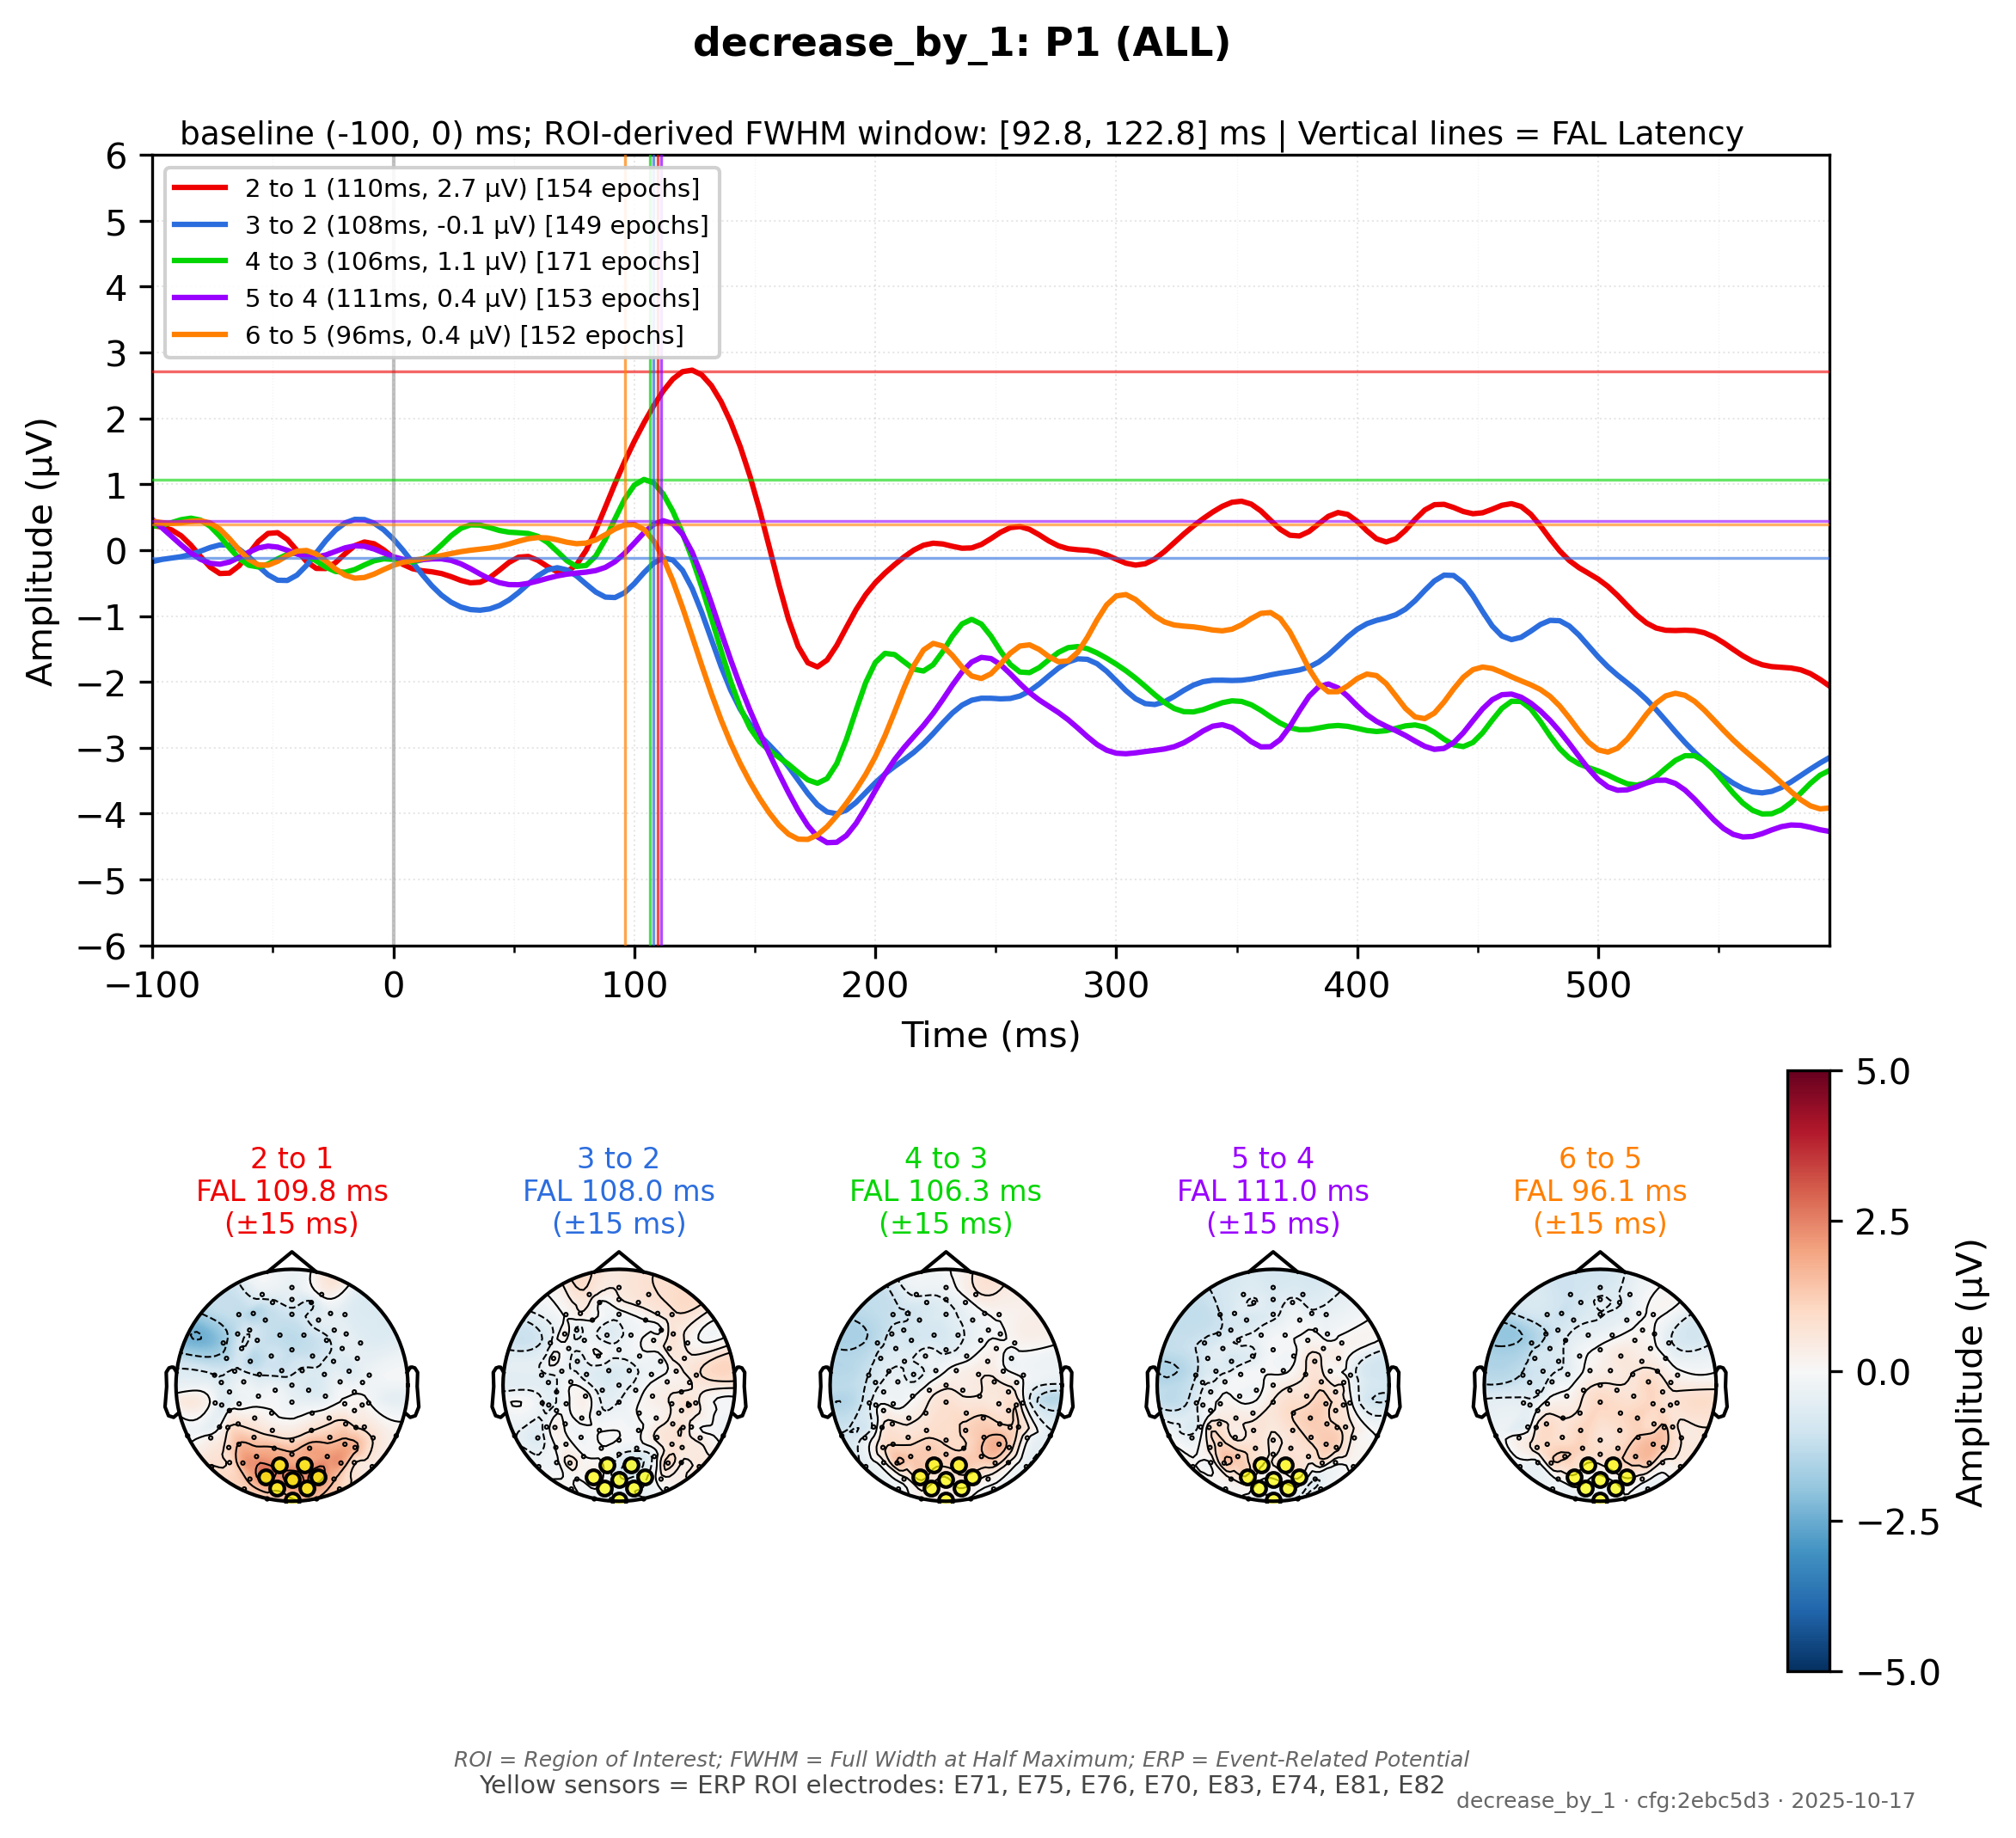 decrease_by_1: P1 (ALL)
baseline (-100, 0) ms; ROI-derived FWHM window: [92.8, 122.8] ms | Vertical lines = FAL Latency
6
5
4
3
2
1
0
−1
−2
−3
−4
−5
−6
Amplitude (µV)
2 to 1 (110ms, 2.7 µV) [154 epochs]
3 to 2 (108ms, -0.1 µV) [149 epochs]
4 to 3 (106ms, 1.1 µV) [171 epochs]
5 to 4 (111ms, 0.4 µV) [153 epochs]
6 to 5 (96ms, 0.4 µV) [152 epochs]
−100 0 100 200 300 400 500
Time (ms)
2 to 1
FAL 109.8 ms
(±15 ms)
3 to 2
FAL 108.0 ms
(±15 ms)
4 to 3
FAL 106.3 ms
(±15 ms)
5 to 4
FAL 111.0 ms
(±15 ms)
6 to 5
FAL 96.1 ms
(±15 ms)
5.0
2.5
0.0
−2.5
−5.0
Amplitude (µV)
ROI = Region of Interest; FWHM = Full Width at Half Maximum; ERP = Event-Related Potential
Yellow sensors = ERP ROI electrodes: E71, E75, E76, E70, E83, E74, E81, E82
decrease_by_1 · cfg:2ebc5d3 · 2025-10-17